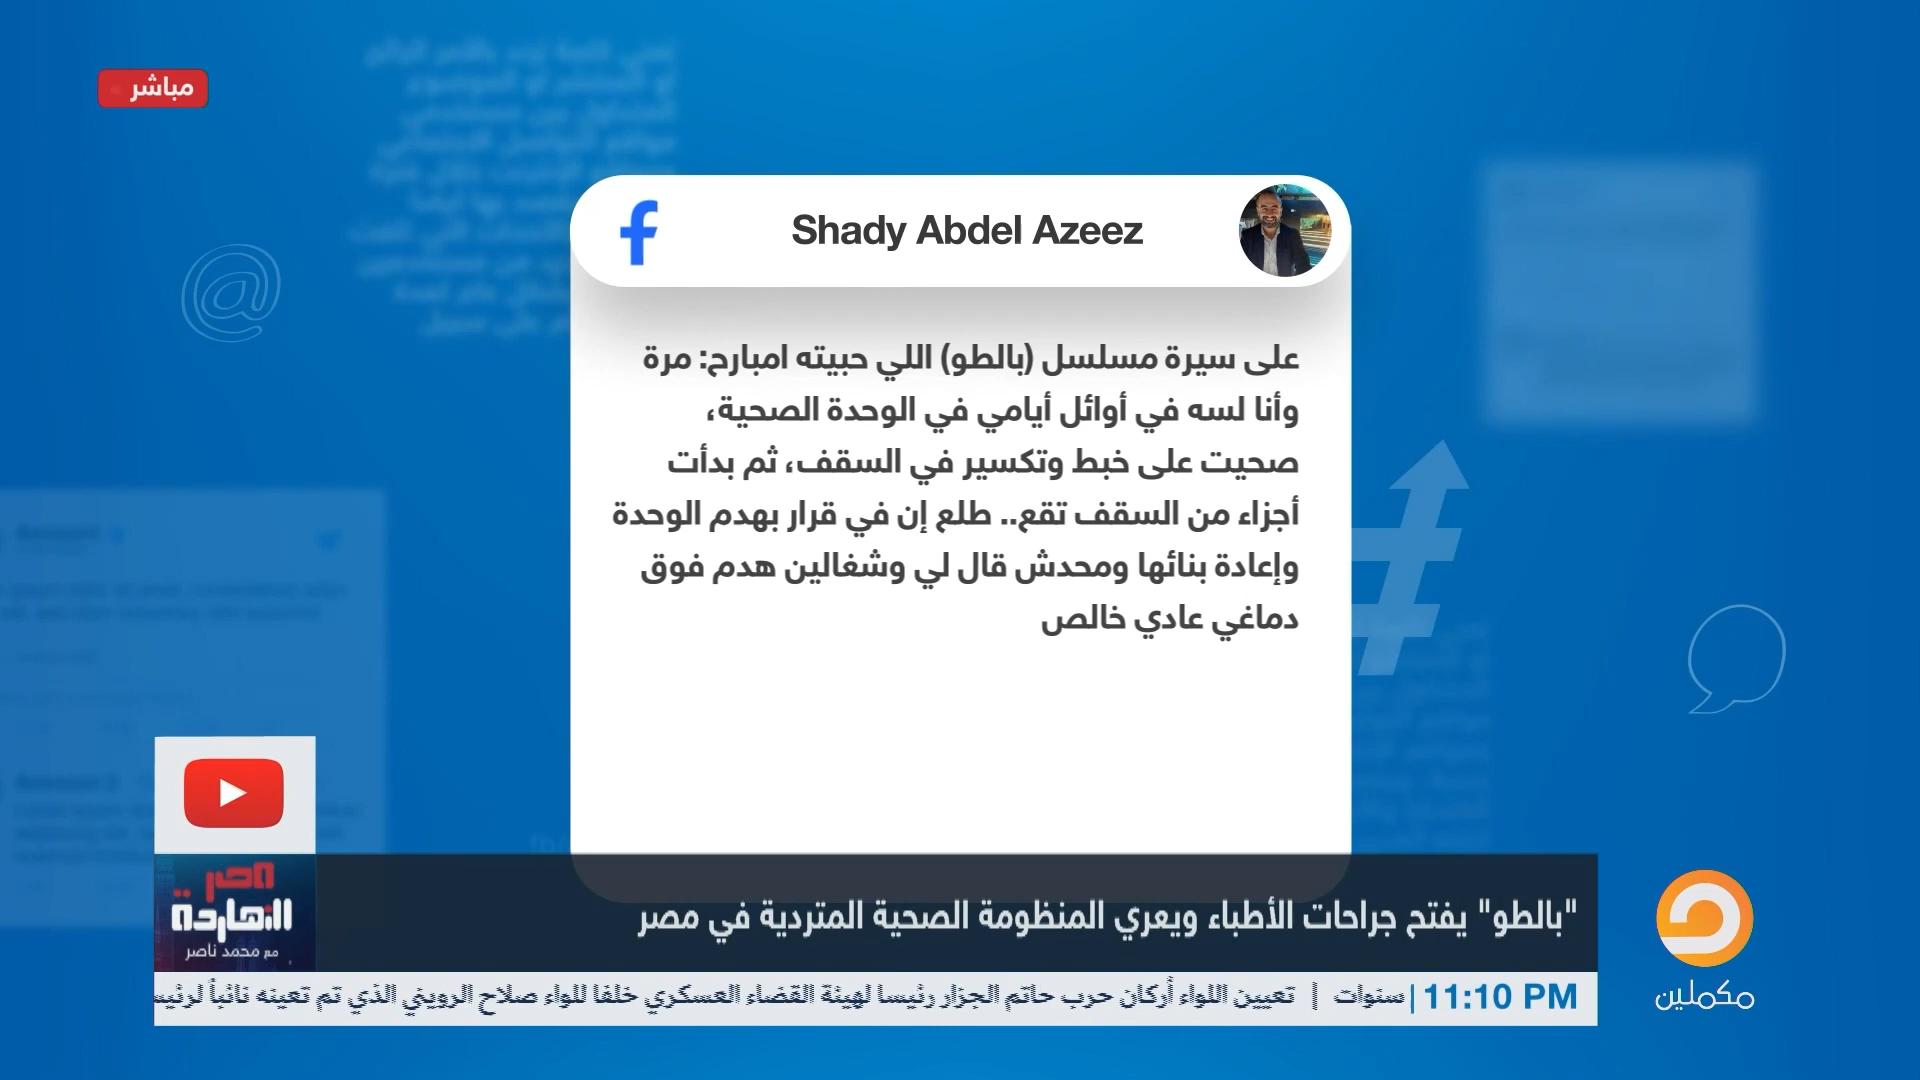 مباشر
Shady Abdel Azeez
على سيرة مسلسل (بالطو) اللي حبيته امبارح: مرة
وأنا لسه في أوائل أيامي في الوحدة الصحية،
صحيت على خبط وتكسير في السقف، ثم بدأت
أجزاء من السقف تقع.. طلع إن في قرار بهدم الوحدة
وإعادة بنائها ومحدش قال لي وشغالين هدم فوق
دماغي عادي خالص
مصر
النهاردة
مع محمد ناصر
"بالطو" يفتح جراحات الأطباء ويعري المنظومة الصحية المتردية في مصر
11:10 PM | سنوات | تعيين اللواء أركان حرب حاتم الجزار رئيسا لهيئة القضاء العسكري خلفا للواء صلاح الرويني الذي تم تعينه نائباً
مكملين